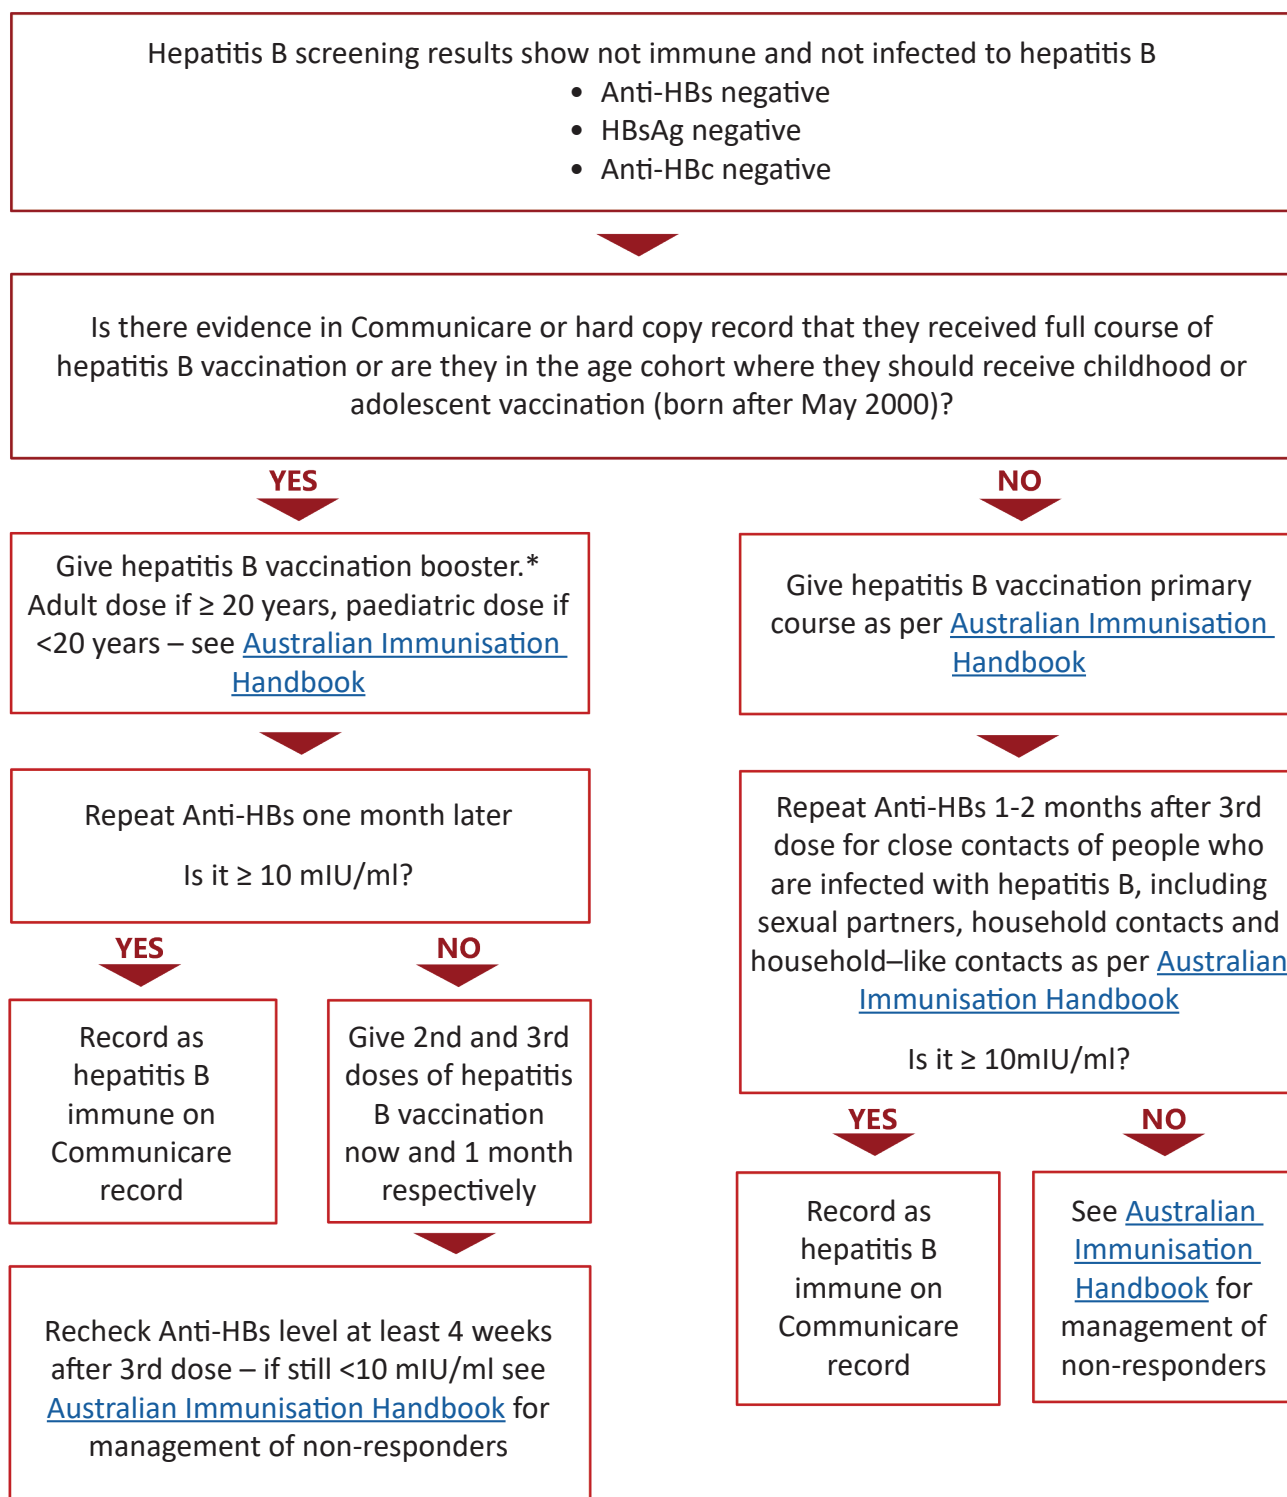 Hepatitis B screening results show not immune and not infected to hepatitis B
• Anti-HBs negative
• HBsAg negative
• Anti-HBc negative
Is there evidence in Communicare or hard copy record that they received full course of
hepatitis B vaccination or are they in the age cohort where they should receive childhood or
adolescent vaccination (born after May 2000)?
YES
Give hepatitis B vaccination booster.*
Adult dose if ≥ 20 years, paediatric dose if
<20 years – see Australian Immunisation
Handbook
Repeat Anti-HBs one month later
Is it ≥ 10 mIU/ml?
YES
Record as
hepatitis B
immune on
Communicare
record
NO
Give 2nd and 3rd
doses of hepatitis
B vaccination
now and 1 month
respectively
Recheck Anti-HBs level at least 4 weeks
after 3rd dose – if still <10 mIU/ml see
Australian Immunisation Handbook for
management of non-responders
NO
Give hepatitis B vaccination primary
course as per Australian Immunisation
Handbook
Repeat Anti-HBs 1-2 months after 3rd
dose for close contacts of people who
are infected with hepatitis B, including
sexual partners, household contacts and
household–like contacts as per Australian
Immunisation Handbook
Is it ≥ 10mIU/ml?
YES
Record as
hepatitis B
immune on
Communicare
record
NO
See Australian
Immunisation
Handbook for
management of
non-responders